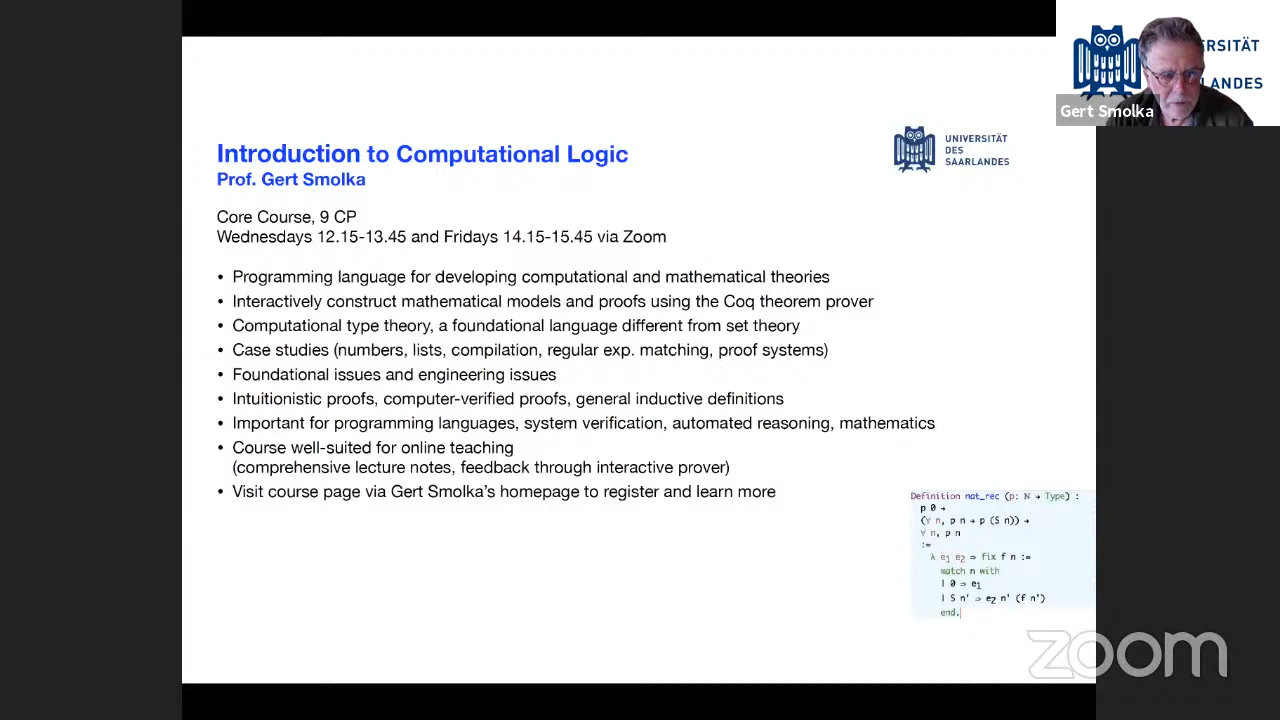 ERSITÄT
LANDES
Gert Smolka
Introduction to Computational Logic
Prof. Gert Smolka
UNIVERSITÄT
DES
SAARLANDES
Core Course, 9 CP
Wednesdays 12.15-13.45 and Fridays 14.15-15.45 via Zoom
• Programming language for developing computational and mathematical theories
• Interactively construct mathematical models and proofs using the Coq theorem prover
• Computational type theory, a foundational language different from set theory
• Case studies (numbers, lists, compilation, regular exp. matching, proof systems)
• Foundational issues and engineering issues
• Intuitionistic proofs, computer-verified proofs, general inductive definitions
• Important for programming languages, system verification, automated reasoning, mathematics
• Course well-suited for online teaching
(comprehensive lecture notes, feedback through interactive prover)
• Visit course page via Gert Smolka's homepage to register and learn more
Definition nat_rec (p: N → Type) :
p 0 →
(∀ n, p n → p (S n)) →
∀ n, p n
:=
λ e₁ e₂ ⇒ fix f n :=
match n with
| 0 ⇒ e₁
| S n' ⇒ e₂ n' (f n')
end.
zoom